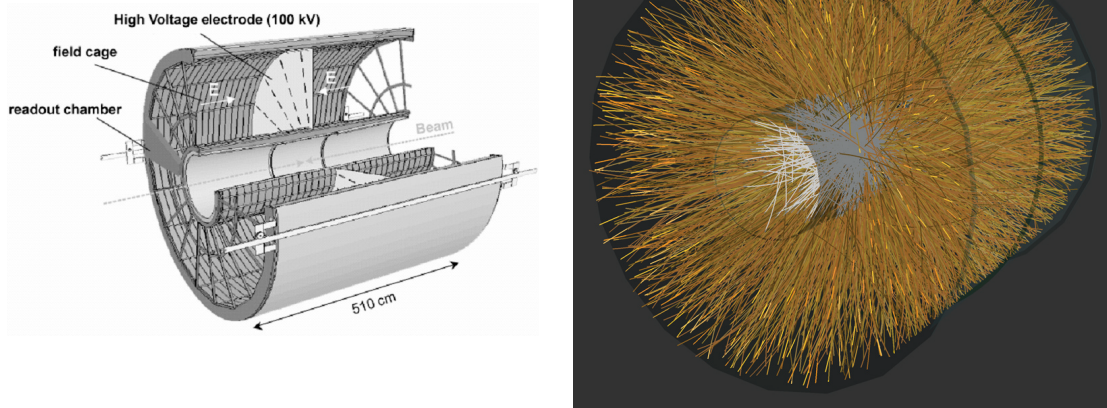 High Voltage electrode (100 kV)
field cage
E
E
readout chamber
Beam
510 cm